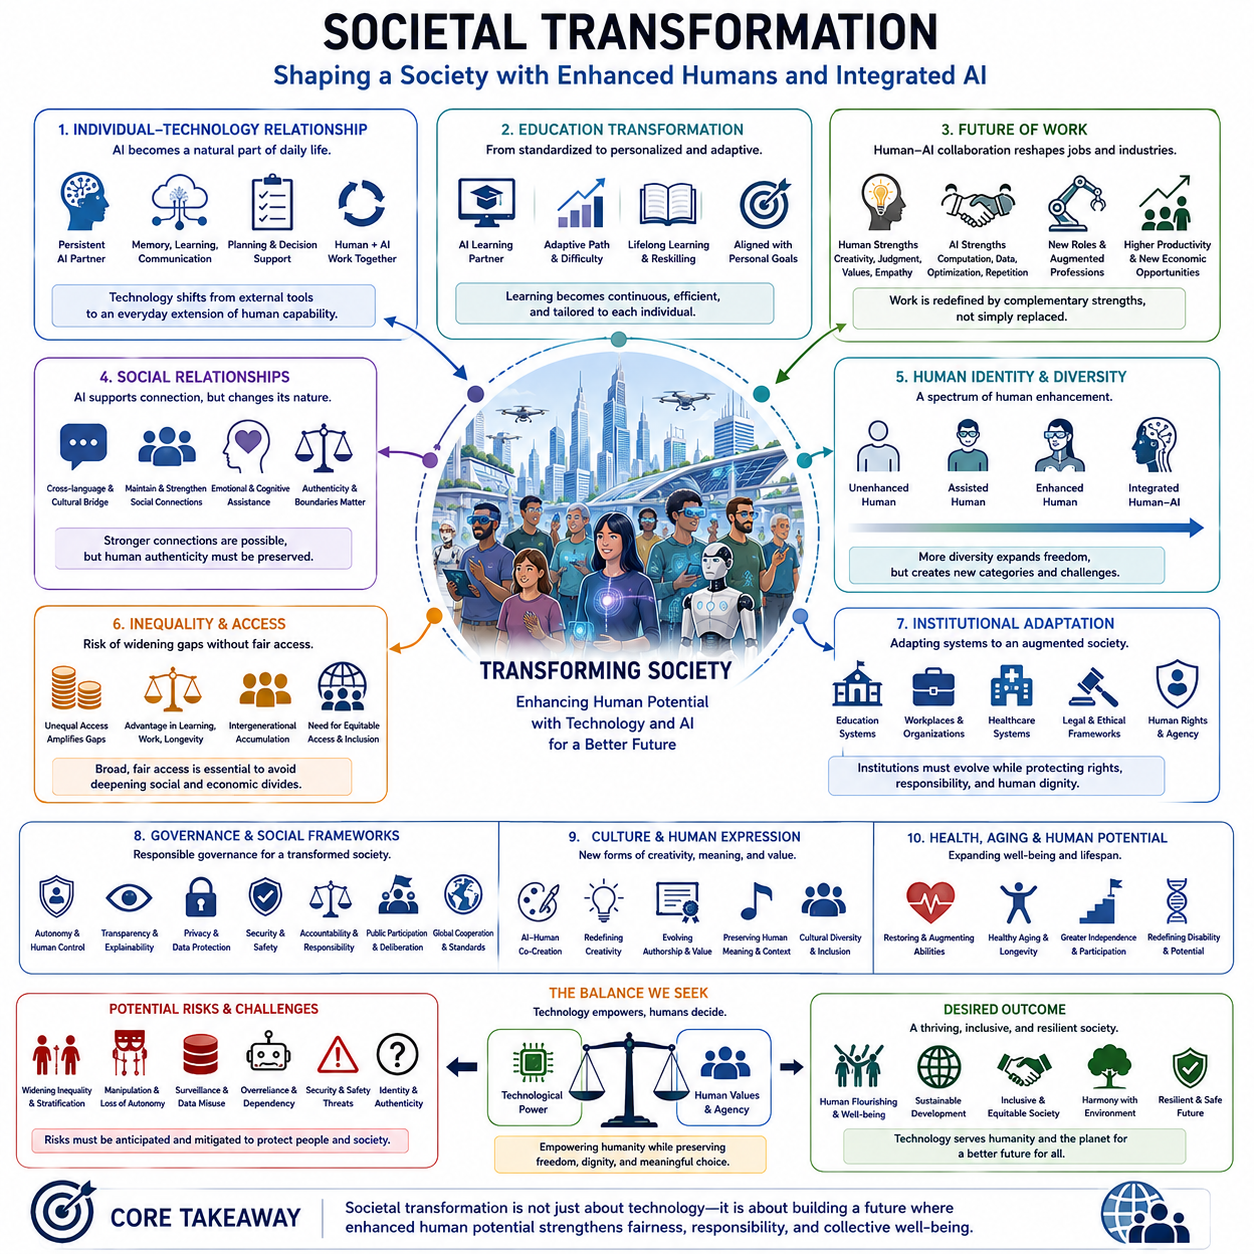 SOCIETAL TRANSFORMATION
Shaping a Society with Enhanced Humans and Integrated AI
1. INDIVIDUAL–TECHNOLOGY RELATIONSHIP
AI becomes a natural part of daily life.
Persistent
AI Partner
Memory, Learning,
Communication
Planning & Decision
Support
Human + AI
Work Together
Technology shifts from external tools
to an everyday extension of human capability.
2. EDUCATION TRANSFORMATION
From standardized to personalized and adaptive.
AI Learning
Partner
Adaptive Path
& Difficulty
Lifelong Learning
& Reskilling
Aligned with
Personal Goals
Learning becomes continuous, efficient,
and tailored to each individual.
3. FUTURE OF WORK
Human–AI collaboration reshapes jobs and industries.
Human Strengths
Creativity, Judgment,
Values, Empathy
AI Strengths
Computation, Data,
Optimization, Repetition
New Roles &
Augmented
Professions
Higher Productivity
& New Economic
Opportunities
Work is redefined by complementary strengths,
not simply replaced.
4. SOCIAL RELATIONSHIPS
AI supports connection, but changes its nature.
Cross-language &
Cultural Bridge
Maintain & Strengthen
Social Connections
Emotional & Cognitive
Assistance
Authenticity &
Boundaries Matter
Stronger connections are possible,
but human authenticity must be preserved.
5. HUMAN IDENTITY & DIVERSITY
A spectrum of human enhancement.
Unenhanced
Human
Assisted
Human
Enhanced
Human
Integrated
Human–AI
More diversity expands freedom,
but creates new categories and challenges.
6. INEQUALITY & ACCESS
Risk of widening gaps without fair access.
Unequal Access
Amplifies Gaps
Advantage in Learning,
Work, Longevity
Intergenerational
Accumulation
Need for Equitable
Access & Inclusion
Broad, fair access is essential to avoid
deepening social and economic divides.
TRANSFORMING SOCIETY
Enhancing Human Potential
with Technology and AI
for a Better Future
7. INSTITUTIONAL ADAPTATION
Adapting systems to an augmented society.
Education
Systems
Workplaces &
Organizations
Healthcare
Systems
Legal & Ethical
Frameworks
Human Rights
& Agency
Institutions must evolve while protecting rights,
responsibility, and human dignity.
8. GOVERNANCE & SOCIAL FRAMEWORKS
Responsible governance for a transformed society.
Autonomy &
Human Control
Transparency &
Explainability
Privacy &
Data Protection
Security &
Safety
Accountability &
Responsibility
Public Participation
& Deliberation
Global Cooperation
& Standards
9. CULTURE & HUMAN EXPRESSION
New forms of creativity, meaning, and value.
AI–Human
Co-Creation
Redefining
Creativity
Evolving
Authorship & Value
Preserving Human
Meaning & Context
Cultural Diversity
& Inclusion
10. HEALTH, AGING & HUMAN POTENTIAL
Expanding well-being and lifespan.
Restoring & Augmenting
Abilities
Healthy Aging &
Longevity
Greater Independence
& Participation
Redefining Disability
& Potential
POTENTIAL RISKS & CHALLENGES
Widening Inequality
& Stratification
Manipulation &
Loss of Autonomy
Surveillance &
Data Misuse
Overreliance &
Dependency
Security & Safety
Threats
Identity &
Authenticity
Risks must be anticipated and mitigated to protect people and society.
THE BALANCE WE SEEK
Technology empowers, humans decide.
Technological
Power
Human Values
& Agency
Empowering humanity while preserving
freedom, dignity, and meaningful choice.
DESIRED OUTCOME
A thriving, inclusive, and resilient society.
Human Flourishing
& Well-being
Sustainable
Development
Inclusive &
Equitable Society
Harmony with
Environment
Resilient & Safe
Future
Technology serves humanity and the planet for
a better future for all.
CORE TAKEAWAY
Societal transformation is not just about technology—it is about building a future where
enhanced human potential strengthens fairness, responsibility, and collective well-being.